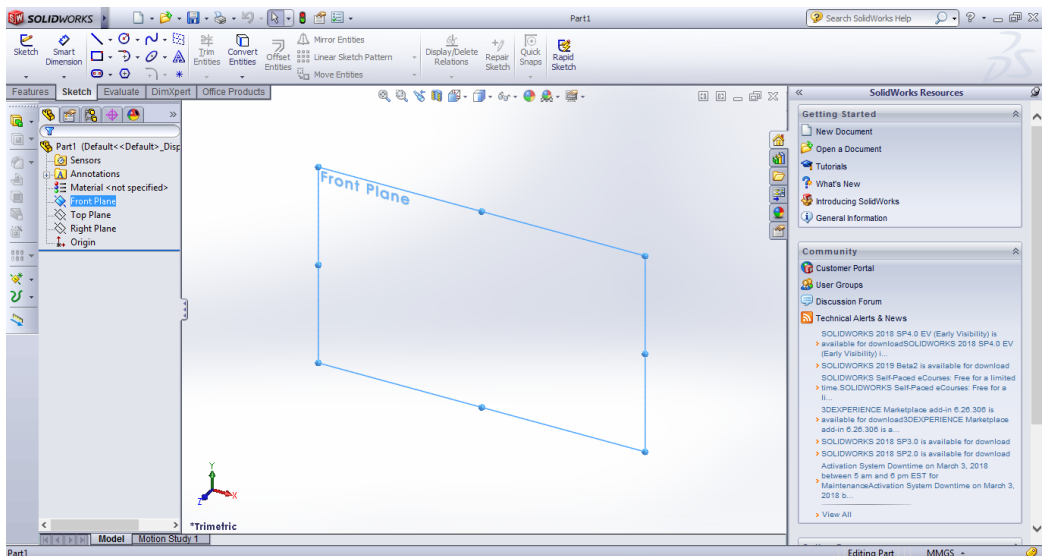 SOLIDWORKS
Part1
Search SolidWorks Help
Sketch
Smart Dimension
Trim Entities
Convert Entities
Offset Entities
Mirror Entities
Linear Sketch Pattern
Move Entities
Display/Delete Relations
Repair Sketch
Quick Snaps
Rapid Sketch
Features
Sketch
Evaluate
DimXpert
Office Products
Part1 (Default<<Default>_Disp
Sensors
Annotations
Material <not specified>
Front Plane
Top Plane
Right Plane
Origin
Front Plane
Y
X
Z
*Trimetric
Model
Motion Study 1
SolidWorks Resources
Getting Started
New Document
Open a Document
Tutorials
What's New
Introducing SolidWorks
General Information
Community
Customer Portal
User Groups
Discussion Forum
Technical Alerts & News
SOLIDWORKS 2018 SP4.0 EV (Early Visibility) is
available for downloadSOLIDWORKS 2018 SP4.0 EV
(Early Visibility) i...
SOLIDWORKS 2019 Beta2 is available for download
SOLIDWORKS Self-Paced eCourses: Free for a limited
time.SOLIDWORKS Self-Paced eCourses: Free for a
li...
3DEXPERIENCE Marketplace add-in 6.26.306 is
available for download3DEXPERIENCE Marketplace
add-in 6.26.306 is a...
SOLIDWORKS 2018 SP3.0 is available for download
SOLIDWORKS 2018 SP2.0 is available for download
Activation System Downtime on March 3, 2018
between 5 am and 6 pm EST for
MaintenanceActivation System Downtime on March 3,
2018 b...
View All
Part1
Editing Part
MMGS